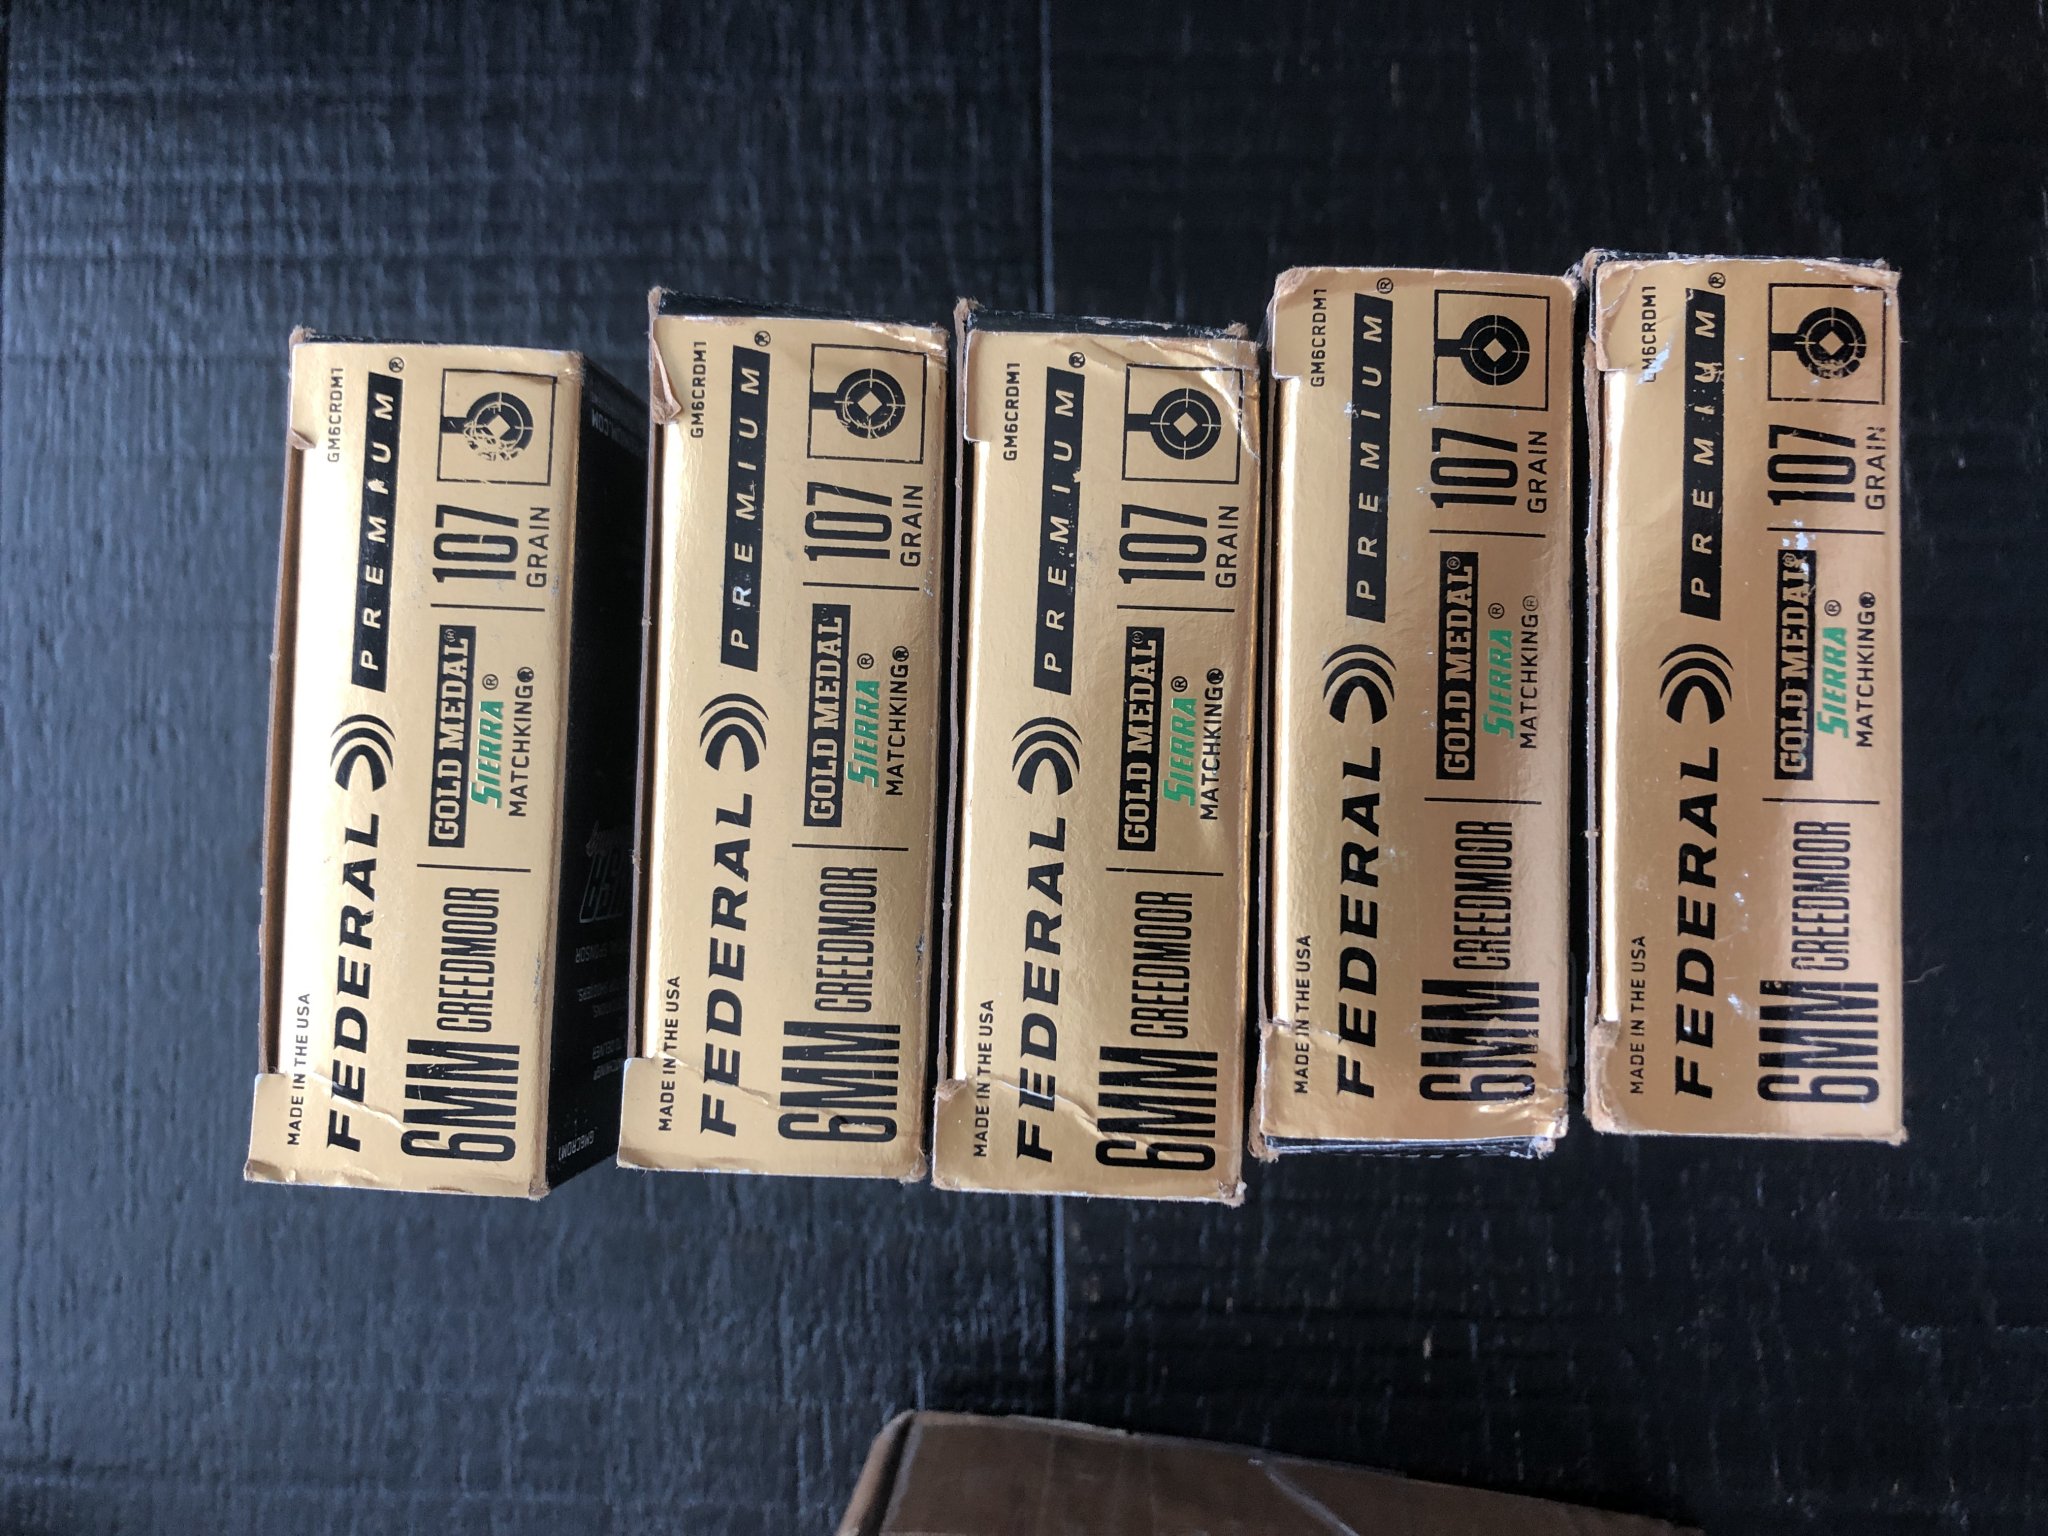 GM6CRDM1
MADE IN THE USA
FEDERAL PREMIUM®
6MM CREEDMOOR
GOLD MEDAL®
SIERRA®
MATCHKING®
107
GRAIN
GM6CRDM1
GM6CRDM1
MADE IN THE USA
FEDERAL PREMIUM®
6MM CREEDMOOR
GOLD MEDAL®
SIERRA®
MATCHKING®
107
GRAIN
GM6CRDM1
MADE IN THE USA
FEDERAL PREMIUM®
6MM CREEDMOOR
GOLD MEDAL®
SIERRA®
MATCHKING®
107
GRAIN
GM6CRDM1
MADE IN THE USA
FEDERAL PREMIUM®
6MM CREEDMOOR
GOLD MEDAL®
SIERRA®
MATCHKING®
107
GRAIN
GM6CRDM1
MADE IN THE USA
FEDERAL PREMIUM®
6MM CREEDMOOR
GOLD MEDAL®
SIERRA®
MATCHKING®
107
GRAIN